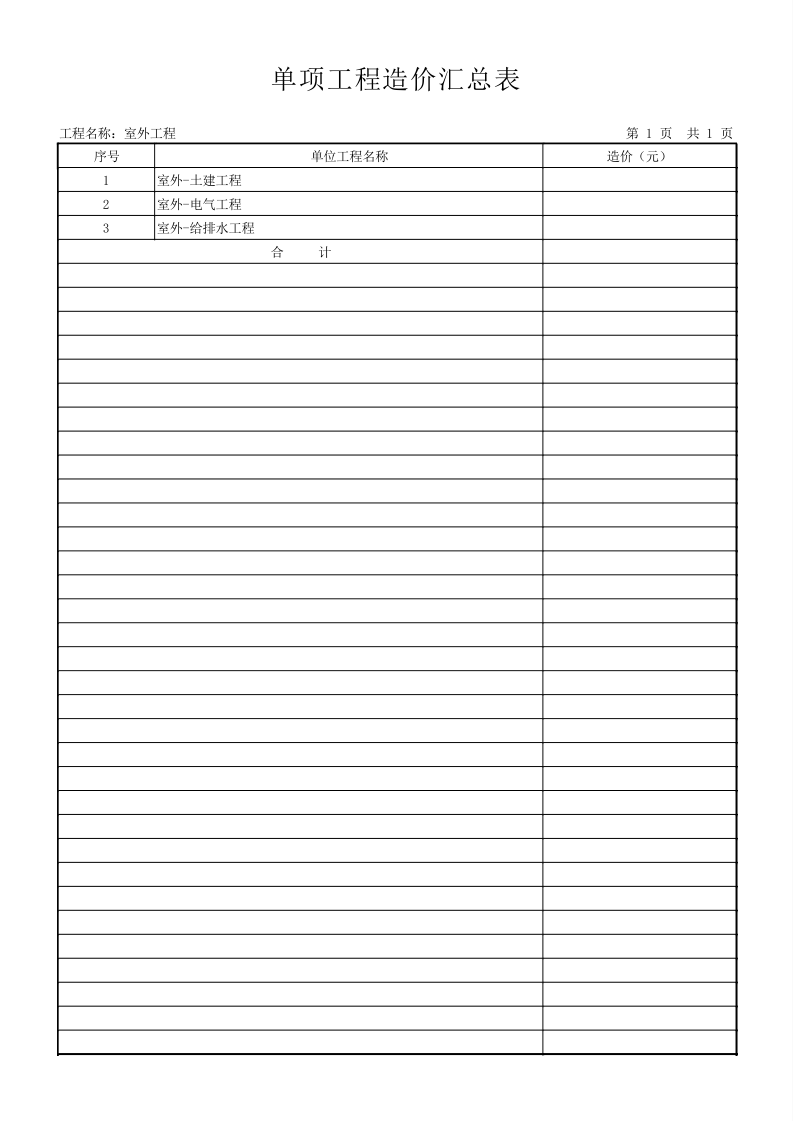 单项工程造价汇总表
工程名称：室外工程 第 1 页 共 1 页
序号 单位工程名称 造价（元）
1 室外-土建工程
2 室外-电气工程
3 室外-给排水工程
合 计